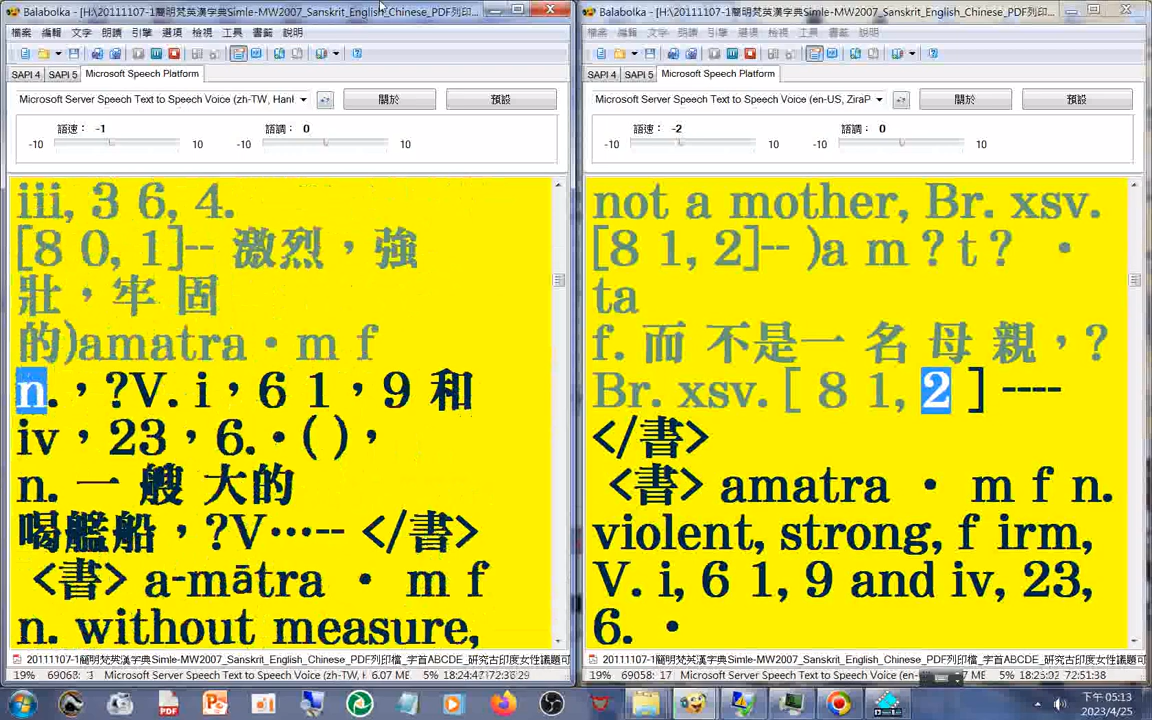 Balabolka - [H:\20111107-1簡明梵英漢字典Simle-MW2007_Sanskrit_English_Chinese_PDF列印...
檔案 編輯 文字 朗讀 引擎 選項 檢視 工具 書籤 說明
SAPI 4 SAPI 5 Microsoft Speech Platform
Microsoft Server Speech Text to Speech Voice (zh-TW, Hanl
關於 預設
語速： -1 語調： 0
-10 10 -10 10
iii, 3 6, 4.
[8 0, 1]-- 激烈，強
壯，牢 固
的)amatra·m f
n.，?V. i，6 1，9 和
iv，23，6.·( )，
n. 一 艘 大的
喝艦船，?V…-- </書>
<書> a-mātra · m f
n. without measure,
20111107-1簡明梵英漢字典Simle-MW2007_Sanskrit_English_Chinese_PDF列印檔_字首ABCDE_研究古印度女性議題可
19% Microsoft Server Speech Text to Speech Voice (zh-TW, 6.07 MB 5%
Balabolka - [H:\20111107-1簡明梵英漢字典Simle-MW2007_Sanskrit_English_Chinese_PDF列印...
檔案 編輯 文字 朗讀 引擎 選項 檢視 工具 書籤 說明
SAPI 4 SAPI 5 Microsoft Speech Platform
Microsoft Server Speech Text to Speech Voice (en-US, ZiraP
關於 預設
語速： -2 語調： 0
-10 10 -10 10
not a mother, Br. xsv.
[8 1, 2]-- )a m ? t ? ·
ta
f. 而 不是一 名 母 親，?
Br. xsv. [ 8 1, 2 ] ----
</書>
<書> amatra · m f n.
violent, strong, f irm,
V. i, 6 1, 9 and iv, 23,
6. ·
20111107-1簡明梵英漢字典Simle-MW2007_Sanskrit_English_Chinese_PDF列印檔_字首ABCDE_研究古印度女性議題可
19% 69058: 17 Microsoft Server Speech Text to Speech Voice 5% 72:51:38
下午 05:13
2023/4/25